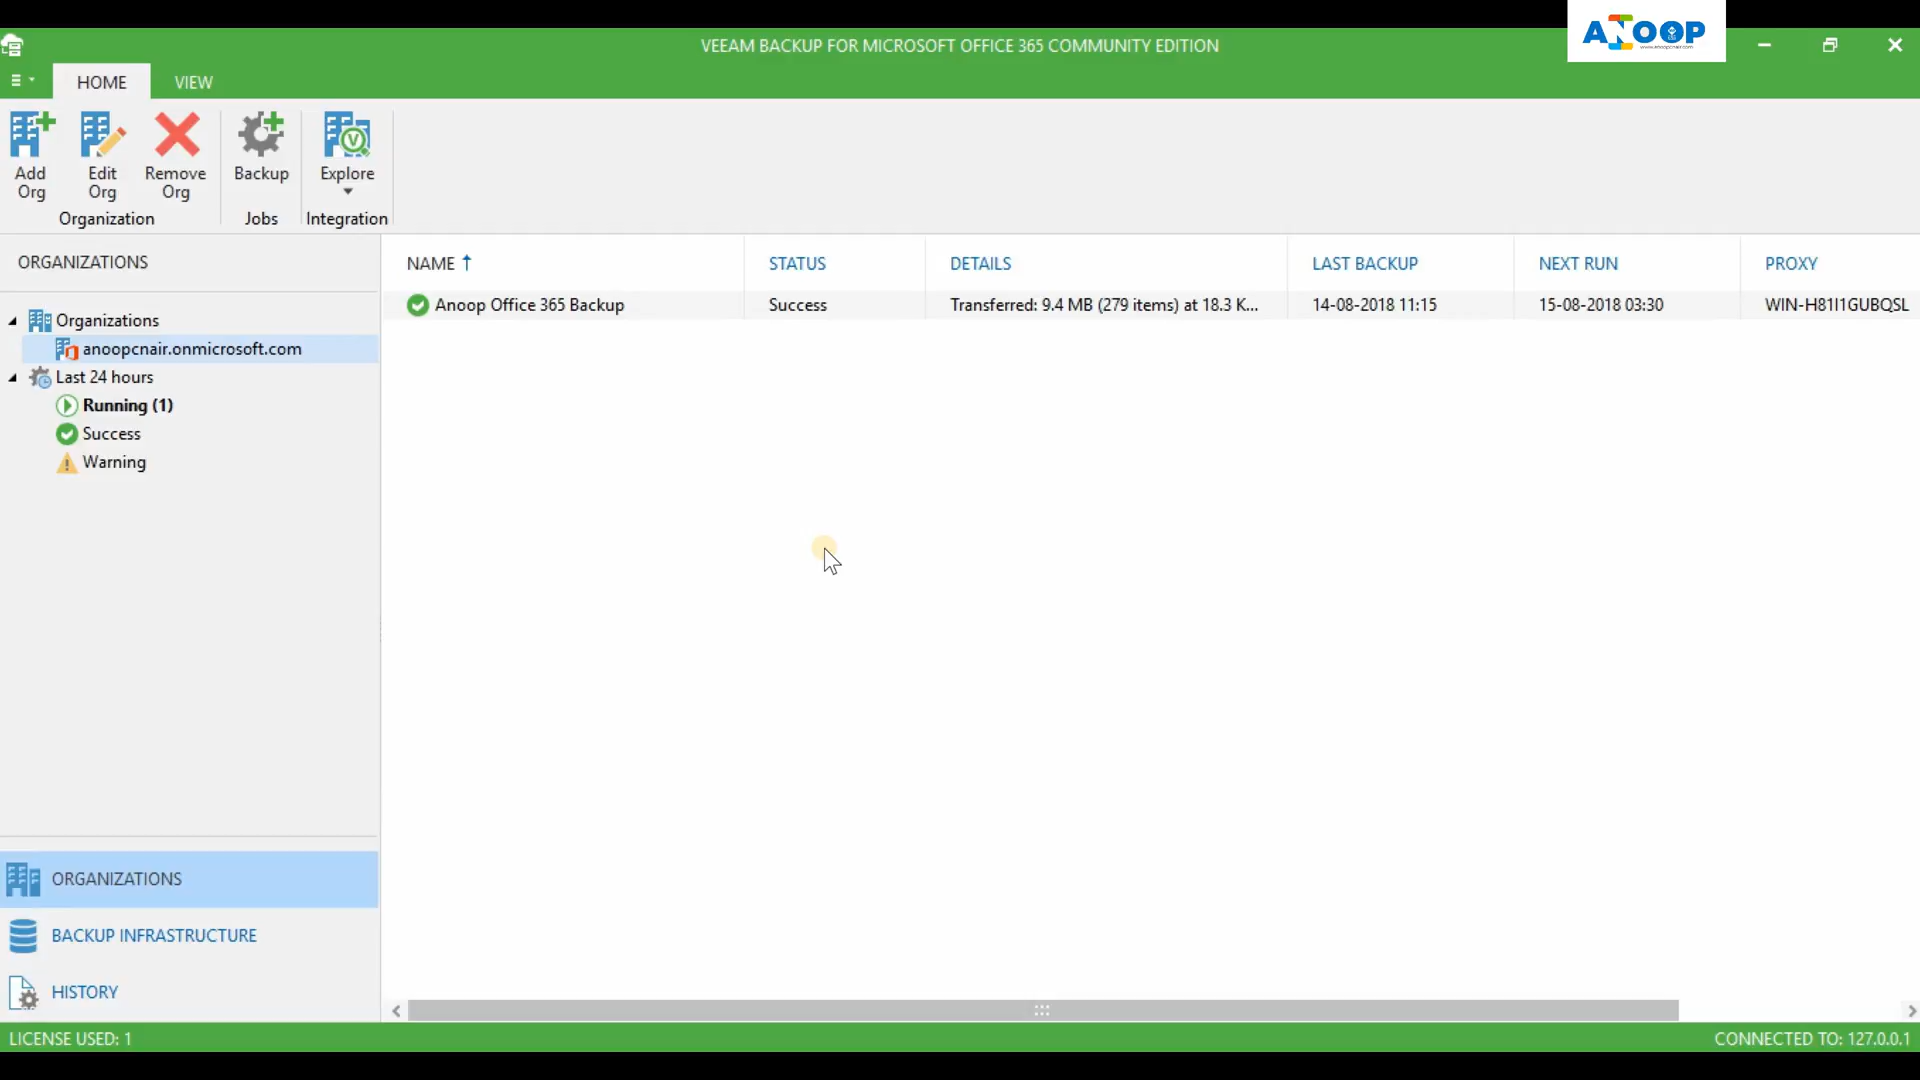 ANOOP
www.anoopcnair.com
VEEAM BACKUP FOR MICROSOFT OFFICE 365 COMMUNITY EDITION
HOME
VIEW
Add Org
Edit Org
Remove Org
Backup
Explore
Organization
Jobs
Integration
ORGANIZATIONS
NAME
STATUS
DETAILS
LAST BACKUP
NEXT RUN
PROXY
Anoop Office 365 Backup
Success
Transferred: 9.4 MB (279 items) at 18.3 K...
14-08-2018 11:15
15-08-2018 03:30
WIN-H81I1GUBQSL
Organizations
anoopcnair.onmicrosoft.com
Last 24 hours
Running (1)
Success
Warning
ORGANIZATIONS
BACKUP INFRASTRUCTURE
HISTORY
LICENSE USED: 1
CONNECTED TO: 127.0.0.1